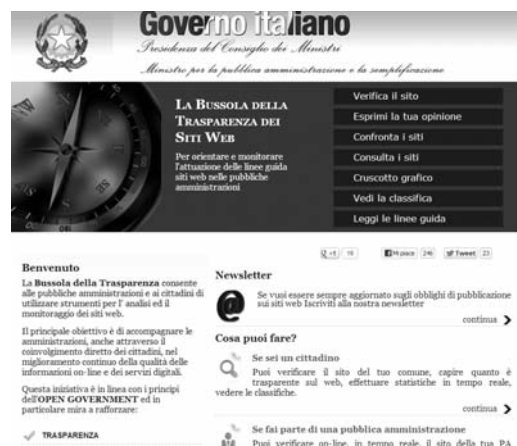 Governo italiano
Presidenza del Consiglio dei Ministri
Ministro per la pubblica amministrazione e la semplificazione
LA BUSSOLA DELLA
TRASPARENZA DEI
SITI WEB
Per orientare e monitorare
l'attuazione delle linee guida
siti web nelle pubbliche
amministrazioni
Verifica il sito
Esprimi la tua opinione
Confronta i siti
Consulta i siti
Cruscotto grafico
Vedi la classifica
Leggi le linee guida
+1 18 Mi piace 246 Tweet 23
Benvenuto
La Bussola della Trasparenza consente
alle pubbliche amministrazioni e ai cittadini di
utilizzare strumenti per l' analisi ed il
monitoraggio dei siti web.
Il principale obiettivo è di accompagnare le
amministrazioni, anche attraverso il
coinvolgimento diretto dei cittadini, nel
miglioramento continuo della qualità delle
informazioni on-line e dei servizi digitali.
Questa iniziativa è in linea con i principi
dell'OPEN GOVERNMENT ed in
particolare mira a rafforzare:
TRASPARENZA
Newsletter
Se vuoi essere sempre aggiornato sugli obblighi di pubblicazione
sui siti web Iscriviti alla nostra newsletter
continua
Cosa puoi fare?
Se sei un cittadino
Puoi verificare il sito del tuo comune, capire quanto è
trasparente sul web, effettuare statistiche in tempo reale,
vedere le classifiche.
continua
Se fai parte di una pubblica amministrazione
Puoi verificare on-line, in tempo reale, il sito della tua PA